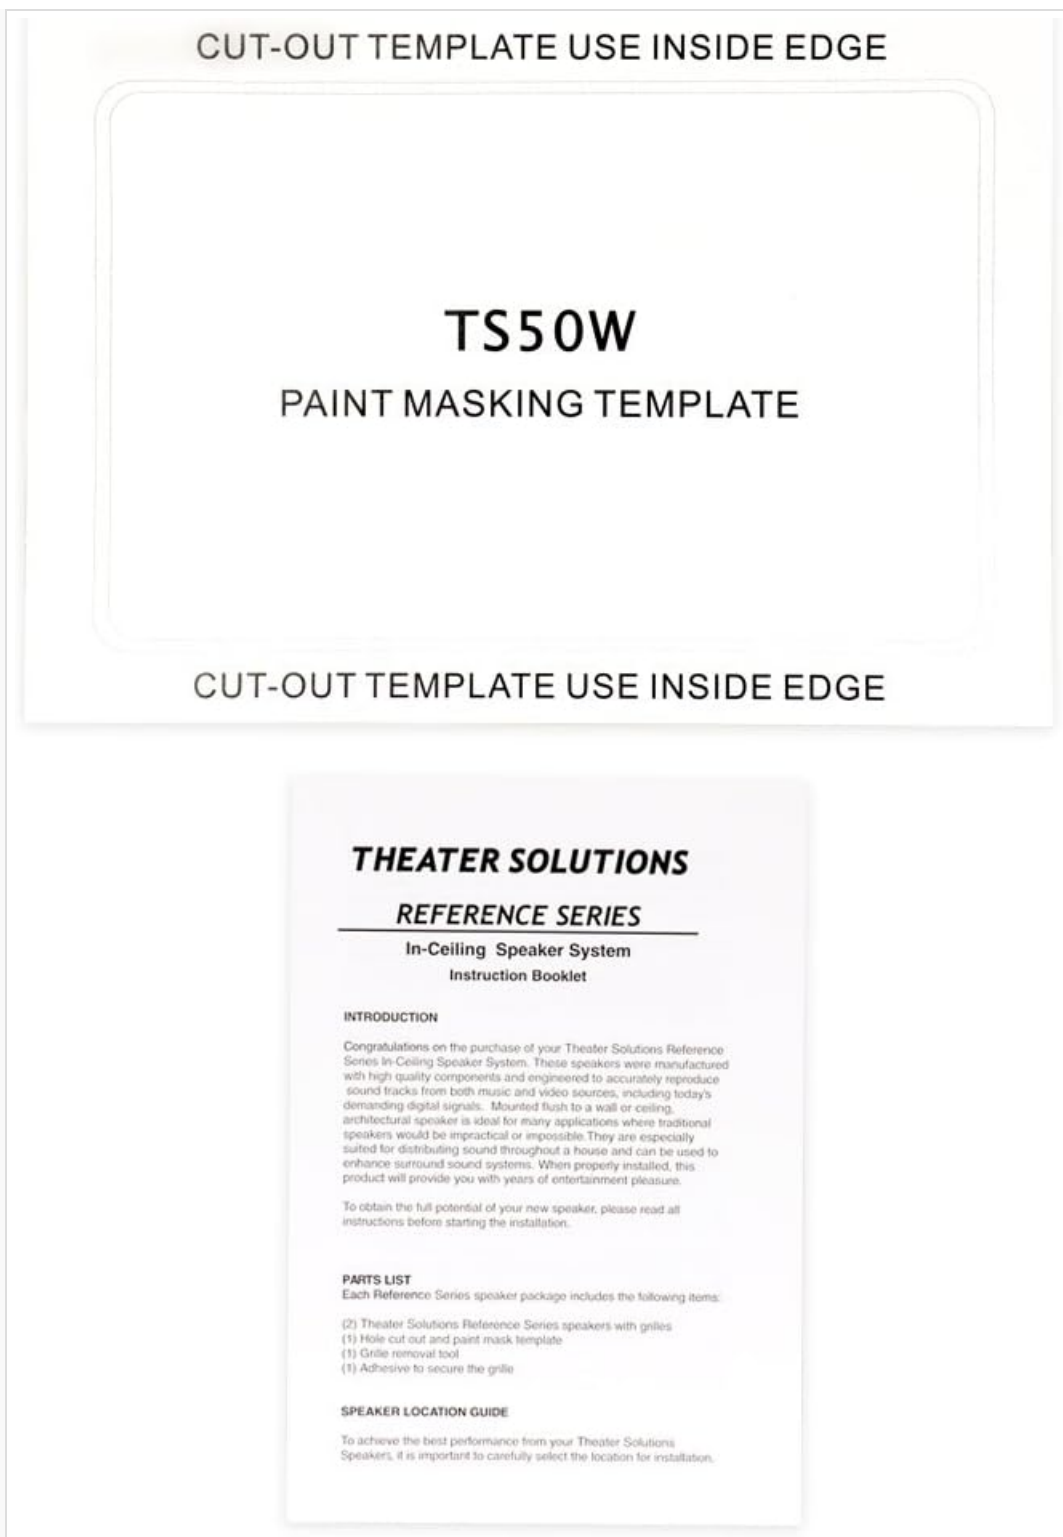 CUT-OUT TEMPLATE USE INSIDE EDGE
TS50W
PAINT MASKING TEMPLATE
CUT-OUT TEMPLATE USE INSIDE EDGE
THEATER SOLUTIONS
REFERENCE SERIES
In-Ceiling Speaker System
Instruction Booklet
INTRODUCTION
Congratulations on the purchase of your Theater Solutions Reference
Series In-Ceiling Speaker System. These speakers were manufactured
with high quality components and engineered to accurately reproduce
sound tracks from both music and video sources, including today's
demanding digital signals. Mounted flush to a wall or ceiling,
architectural speaker is ideal for many applications where traditional
speakers would be impractical or impossible. They are especially
suited for distributing sound throughout a house and can be used to
enhance surround sound systems. When properly installed, this
product will provide you with years of entertainment pleasure.
To obtain the full potential of your new speaker, please read all
instructions before starting the installation.
PARTS LIST
Each Reference Series speaker package includes the following items:
(2) Theater Solutions Reference Series speakers with grilles
(1) Hole cut out and paint mask template
(1) Grille removal tool
(1) Adhesive to secure the grille
SPEAKER LOCATION GUIDE
To achieve the best performance from your Theater Solutions
Speakers, it is important to carefully select the location for installation.